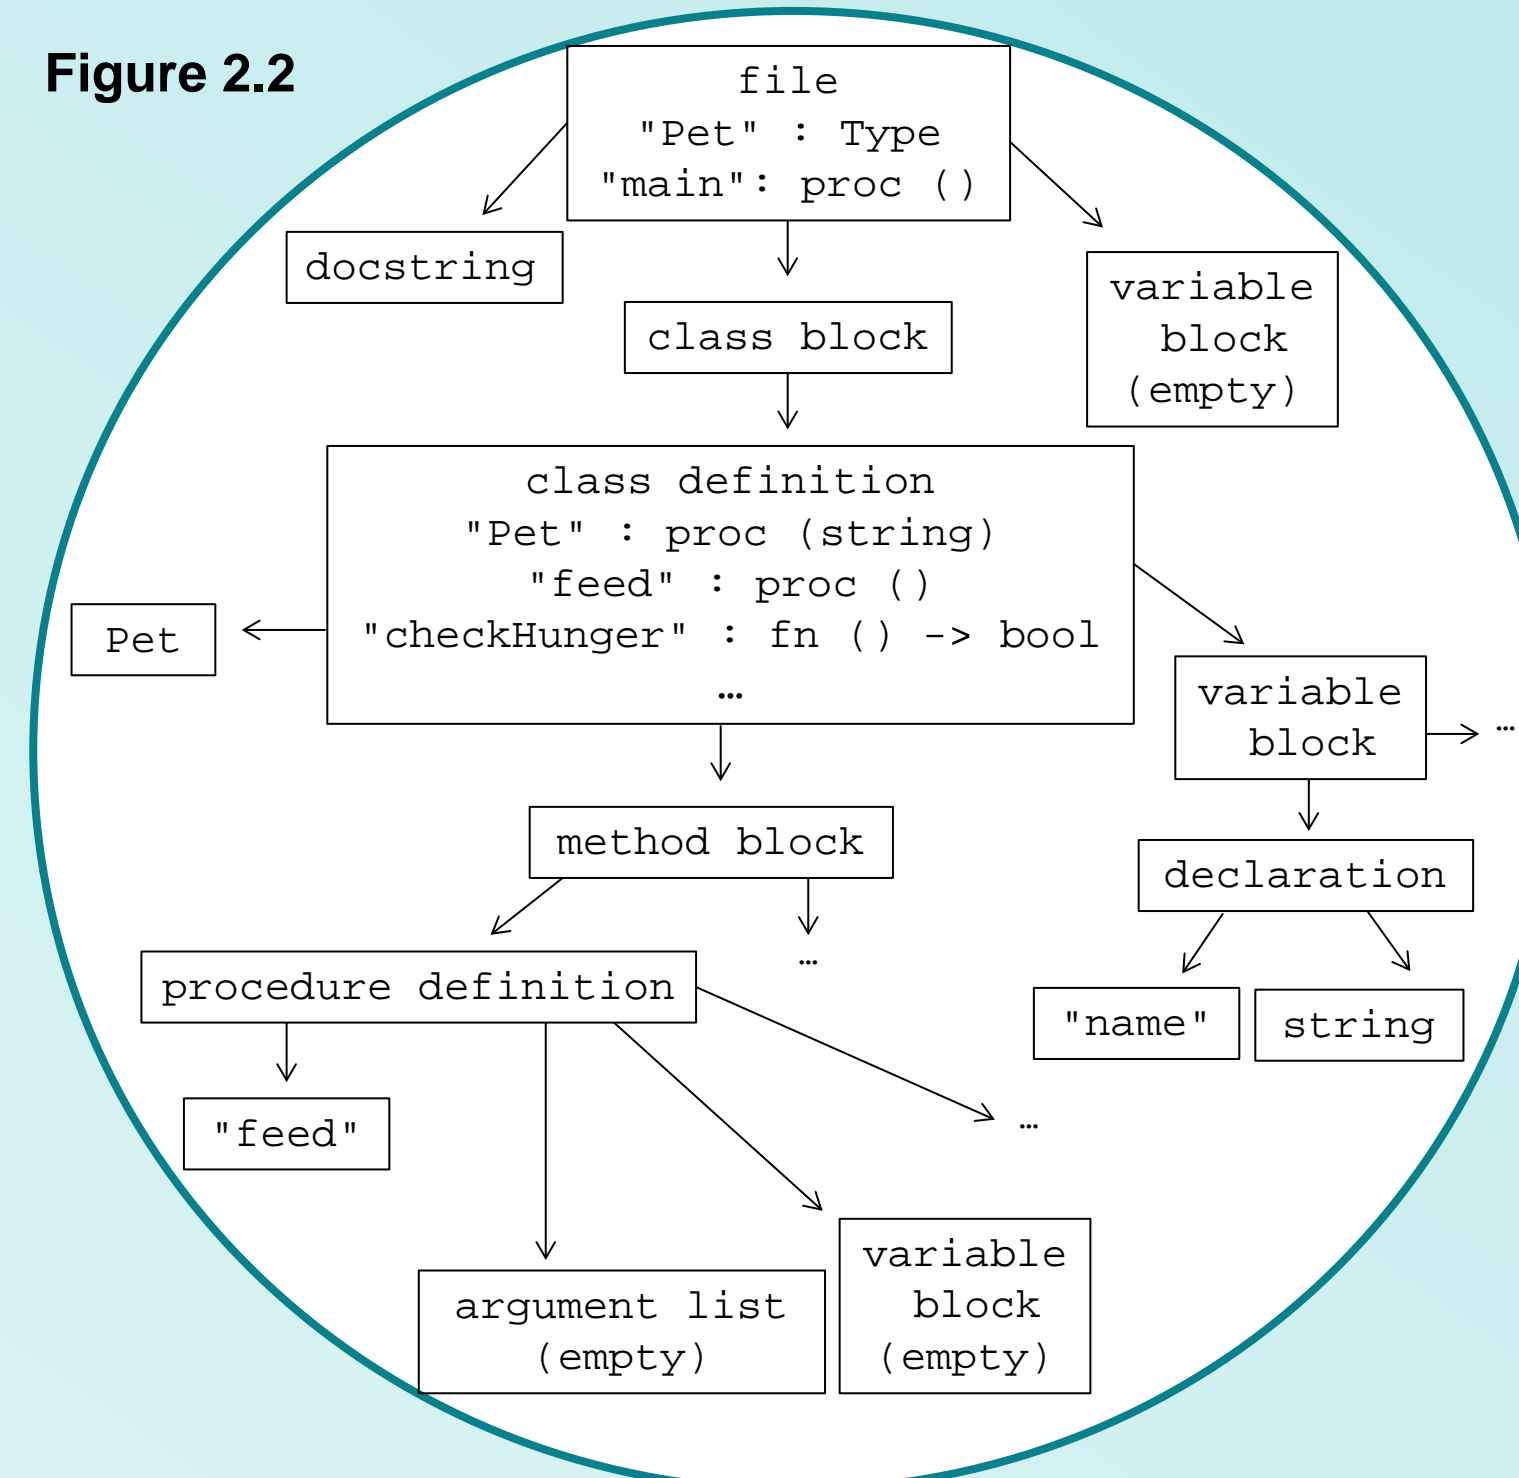 Figure 2.2
file
"Pet" : Type
"main": proc ()
docstring
variable
block
(empty)
class block
class definition
"Pet" : proc (string)
"feed" : proc ()
"checkHunger" : fn () -> bool
…
Pet
variable
block
…
method block
declaration
…
procedure definition
"name"
string
"feed"
…
argument list
(empty)
variable
block
(empty)